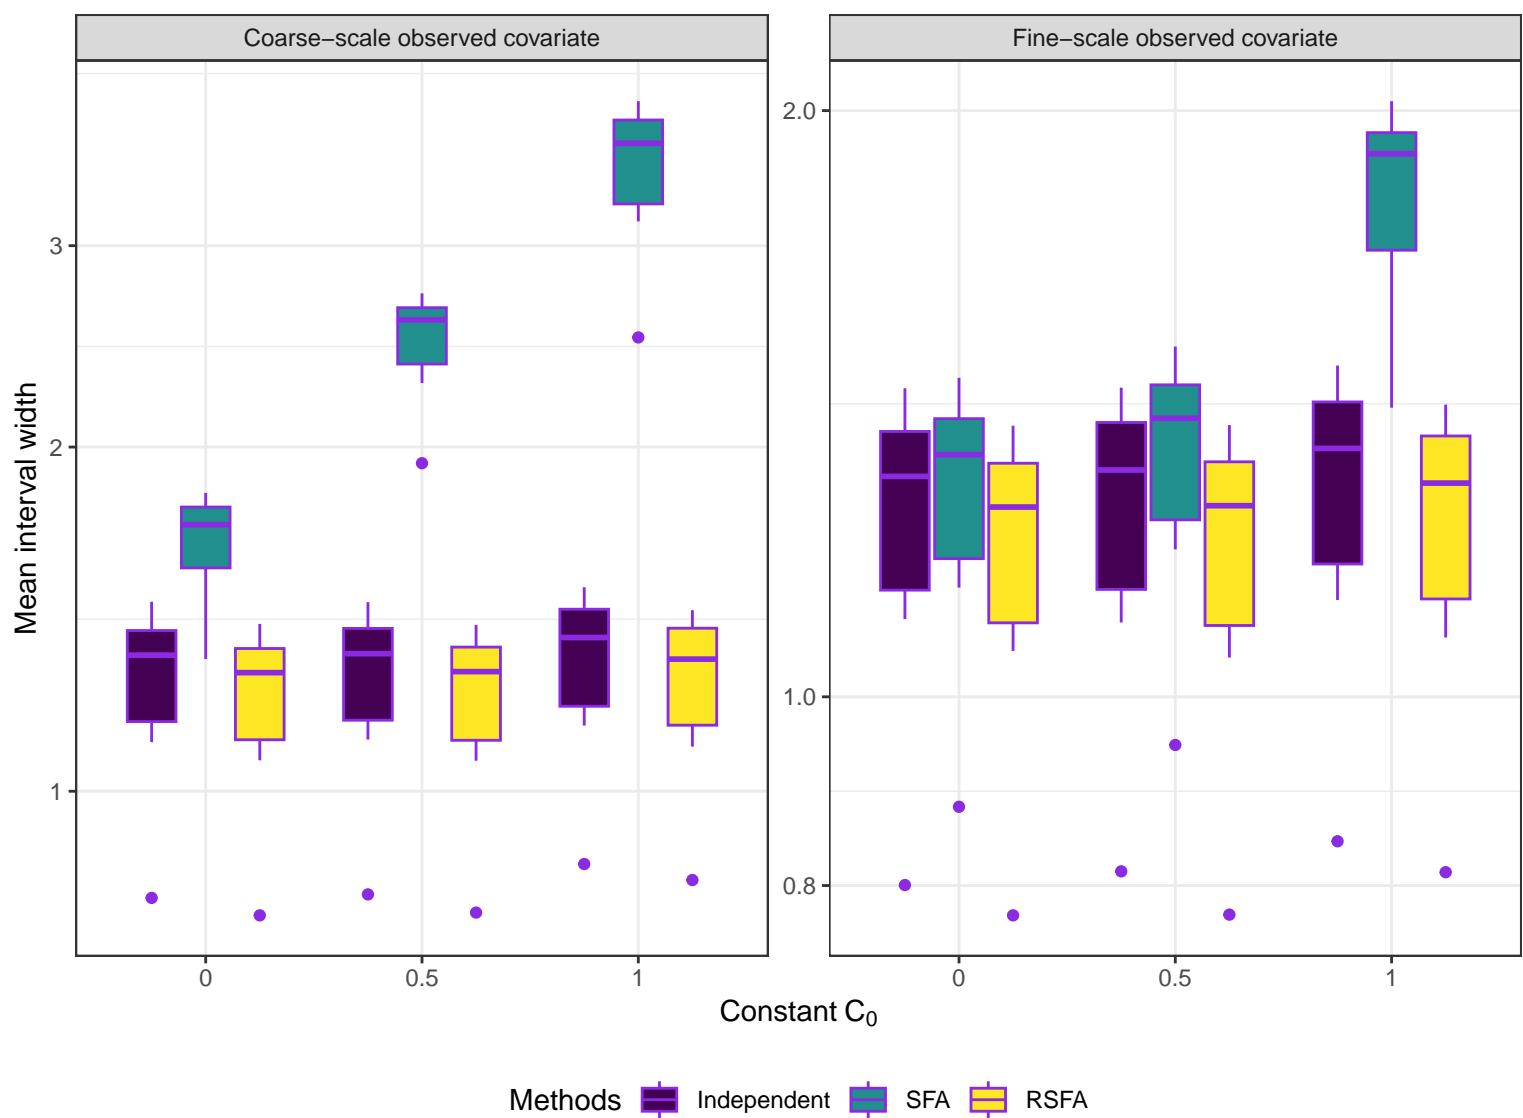 Coarse−scale observed covariate
Fine−scale observed covariate
Mean interval width
3
2
1
2.0
1.0
0.8
0 0.5 1
0 0.5 1
Constant C₀
Methods Independent SFA RSFA